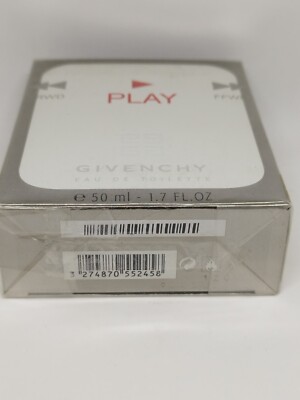 PLAY
GIVENCHY
EAU DE TOILETTE
e 50 ml - 1.7 FL.OZ
3 274870 552456